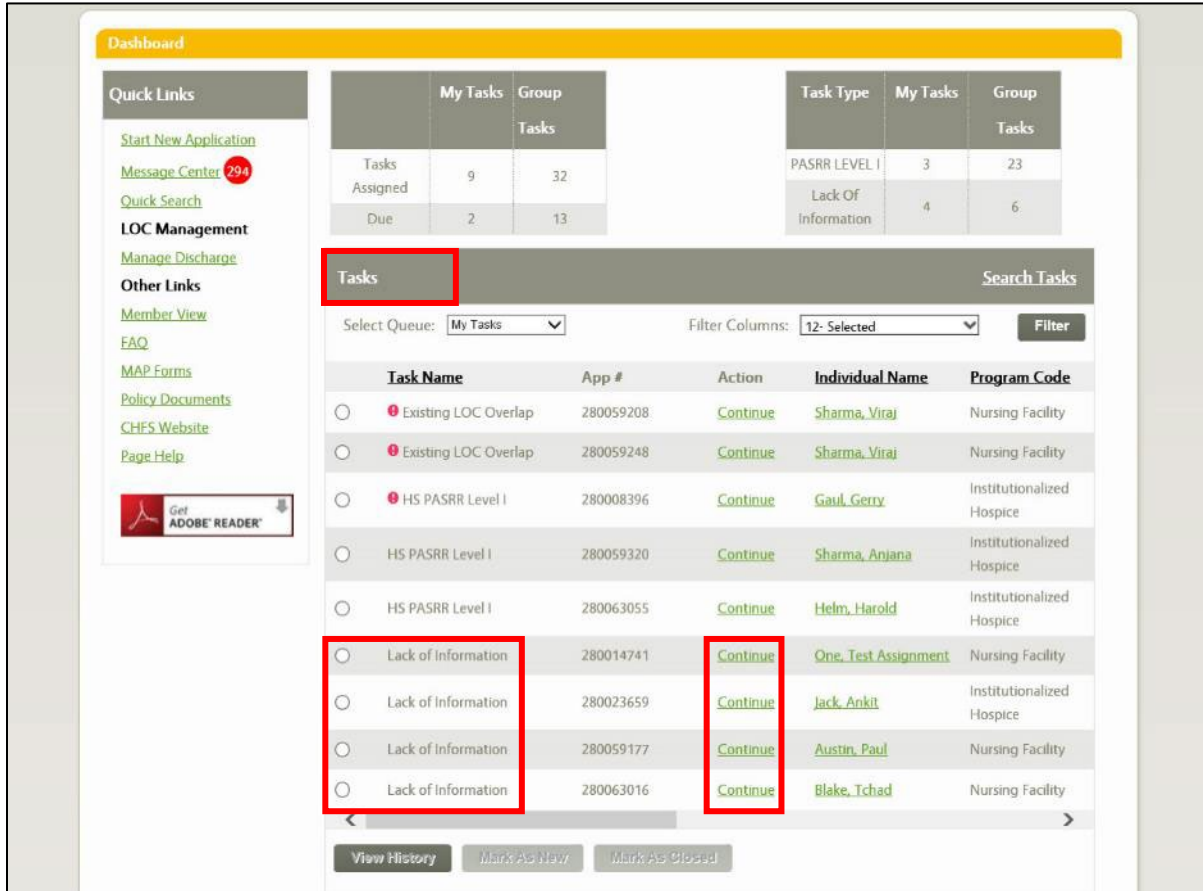 Dashboard
Quick Links
Start New Application
Message Center 294
Quick Search
LOC Management
Manage Discharge
Other Links
Member View
FAQ
MAP Forms
Policy Documents
CHFS Website
Page Help
Get
ADOBE® READER®
My Tasks Group Tasks
Tasks Assigned 9 32
Due 2 13
Task Type My Tasks Group Tasks
PASRR LEVEL I 3 23
Lack Of Information 4 6
Tasks Search Tasks
Select Queue: My Tasks Filter Columns: 12- Selected Filter
Task Name App # Action Individual Name Program Code
Existing LOC Overlap 280059208 Continue Sharma, Viraj Nursing Facility
Existing LOC Overlap 280059248 Continue Sharma, Viraj Nursing Facility
HS PASRR Level I 280008396 Continue Gaul, Gerry Institutionalized Hospice
HS PASRR Level I 280059320 Continue Sharma, Anjana Institutionalized Hospice
HS PASRR Level I 280063055 Continue Helm, Harold Institutionalized Hospice
Lack of Information 280014741 Continue One, Test Assignment Nursing Facility
Lack of Information 280023659 Continue Jack, Ankit Institutionalized Hospice
Lack of Information 280059177 Continue Austin, Paul Nursing Facility
Lack of Information 280063016 Continue Blake, Tchad Nursing Facility
View History Mark As New Mark As Closed